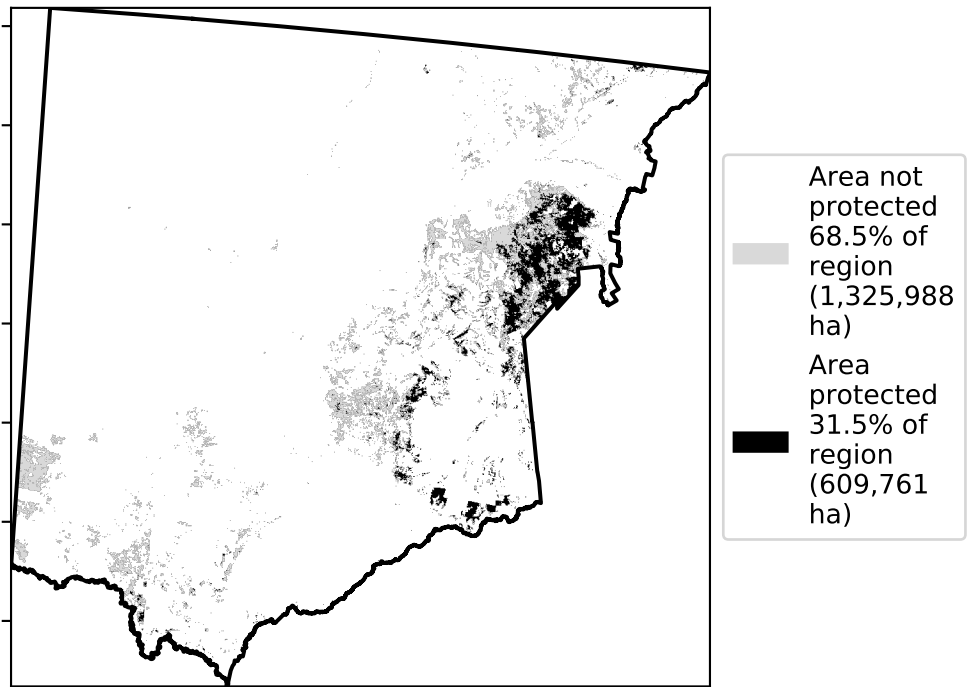 Area not
protected
68.5% of
region
(1,325,988
ha)
Area
protected
31.5% of
region
(609,761
ha)